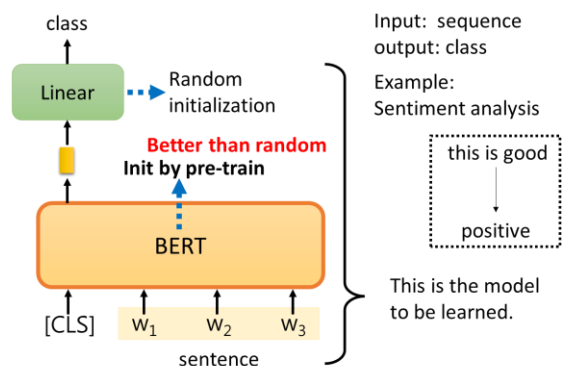 class
Linear
Random
initialization
Better than random
Init by pre-train
BERT
[CLS]
w₁
w₂
w₃
sentence
Input: sequence
output: class
Example:
Sentiment analysis
this is good
positive
This is the model
to be learned.